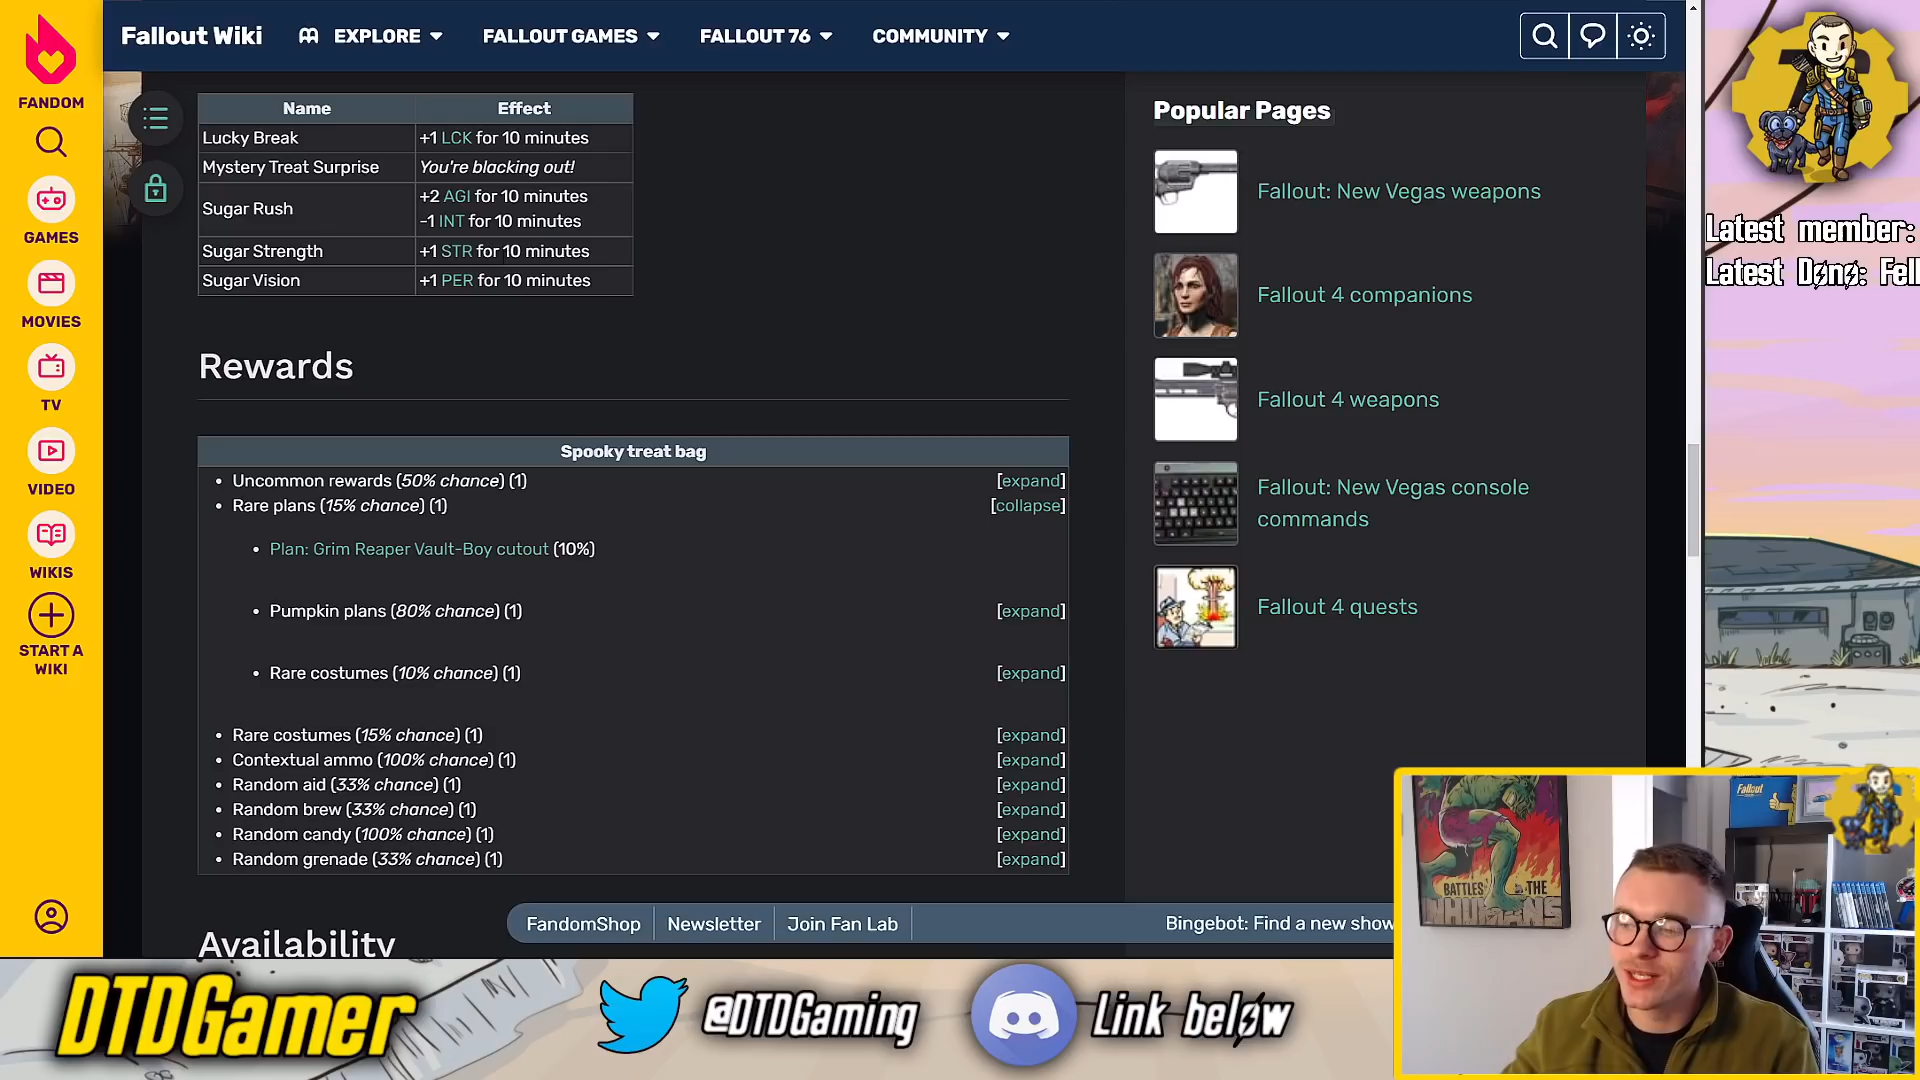 Fallout Wiki
EXPLORE
FALLOUT GAMES
FALLOUT 76
COMMUNITY
FANDOM
GAMES
MOVIES
TV
VIDEO
WIKIS
START A
WIKI
Name Effect
Lucky Break +1 LCK for 10 minutes
Mystery Treat Surprise You're blacking out!
Sugar Rush +2 AGI for 10 minutes
-1 INT for 10 minutes
Sugar Strength +1 STR for 10 minutes
Sugar Vision +1 PER for 10 minutes
Rewards
Spooky treat bag
• Uncommon rewards (50% chance) (1) [expand]
• Rare plans (15% chance) (1) [collapse]
• Plan: Grim Reaper Vault-Boy cutout (10%)
• Pumpkin plans (80% chance) (1) [expand]
• Rare costumes (10% chance) (1) [expand]
• Rare costumes (15% chance) (1) [expand]
• Contextual ammo (100% chance) (1) [expand]
• Random aid (33% chance) (1) [expand]
• Random brew (33% chance) (1) [expand]
• Random candy (100% chance) (1) [expand]
• Random grenade (33% chance) (1) [expand]
Availability
Popular Pages
Fallout: New Vegas weapons
Fallout 4 companions
Fallout 4 weapons
Fallout: New Vegas console
commands
Fallout 4 quests
FandomShop
Newsletter
Join Fan Lab
Bingebot: Find a new show
Latest member:
Latest Dono: Fell
Fallout
BATTLES THE
HUMANS
DTDGamer
@DTDGaming
Link below